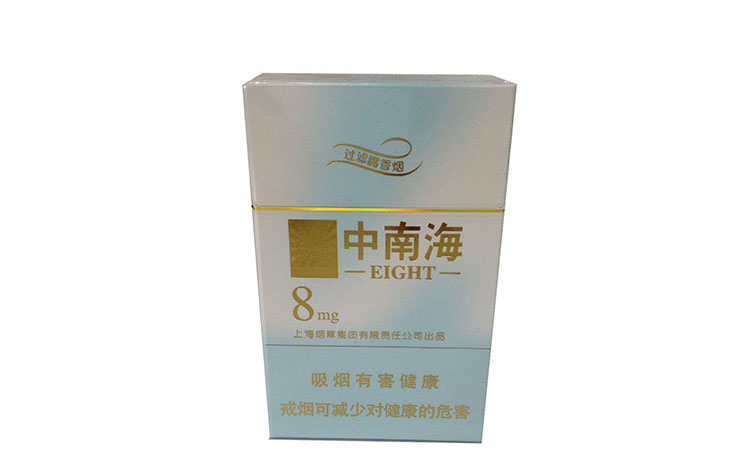 过滤嘴香烟
中南海
EIGHT
8mg
上海烟草集团有限责任公司出品
吸烟有害健康
戒烟可减少对健康的危害